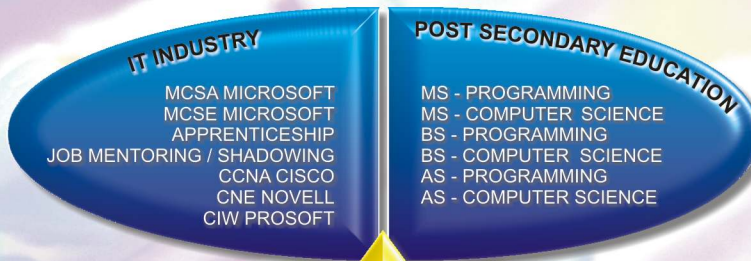 IT INDUSTRY
MCSA MICROSOFT
MCSE MICROSOFT
APPRENTICESHIP
JOB MENTORING / SHADOWING
CCNA CISCO
CNE NOVELL
CIW PROSOFT
POST SECONDARY EDUCATION
MS - PROGRAMMING
MS - COMPUTER SCIENCE
BS - PROGRAMMING
BS - COMPUTER SCIENCE
AS - PROGRAMMING
AS - COMPUTER SCIENCE